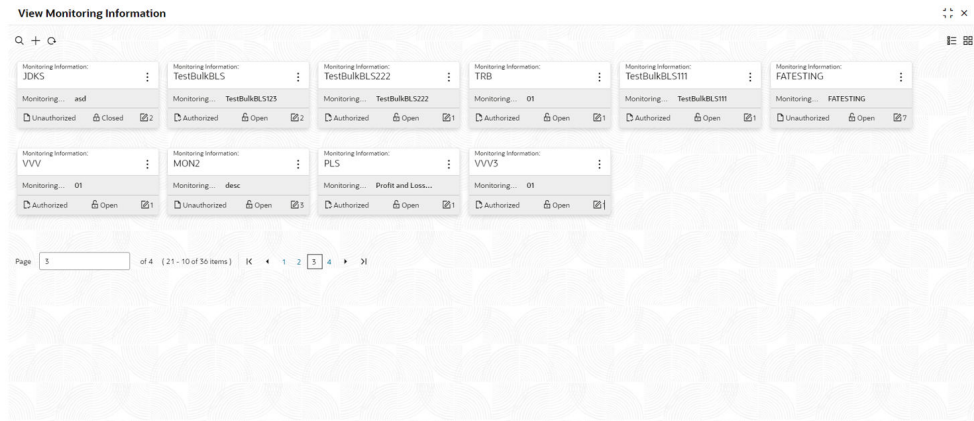 View Monitoring Information
Monitoring Information:
JDKS
Monitoring... asd
Unauthorized Closed 2
Monitoring Information:
TestBulkBLS
Monitoring... TestBulkBLS123
Authorized Open 2
Monitoring Information:
TestBulkBLS222
Monitoring... TestBulkBLS222
Authorized Open 1
Monitoring Information:
TRB
Monitoring... 01
Authorized Open 1
Monitoring Information:
TestBulkBLS111
Monitoring... TestBulkBLS111
Authorized Open 1
Monitoring Information:
FATESTING
Monitoring... FATESTING
Unauthorized Open 7
Monitoring Information:
VVV
Monitoring... 01
Authorized Open 1
Monitoring Information:
MON2
Monitoring... desc
Unauthorized Open 3
Monitoring Information:
PLS
Monitoring... Profit and Loss...
Authorized Open 1
Monitoring Information:
VVV3
Monitoring... 01
Authorized Open 1
Page 3 of 4 (21 - 10 of 36 items) 1 2 3 4